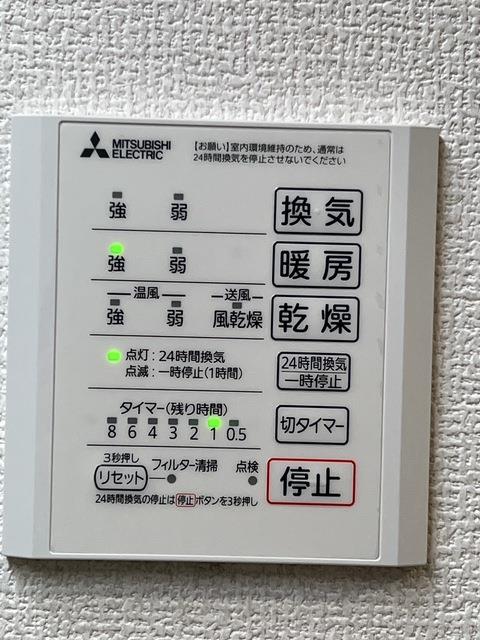 MITSUBISHI
ELECTRIC
【お願い】室内環境維持のため、通常は
24時間換気を停止させないでください
強 弱 換気
強 弱 暖房
温風 送風
強 弱 風乾燥 乾燥
点灯:24時間換気
点滅:一時停止(1時間)
24時間換気
一時停止
タイマー(残り時間)
8 6 4 3 2 1 0.5
切タイマー
3秒押し
リセット フィルター清掃 点検
停止
24時間換気の停止は停止ボタンを3秒押し